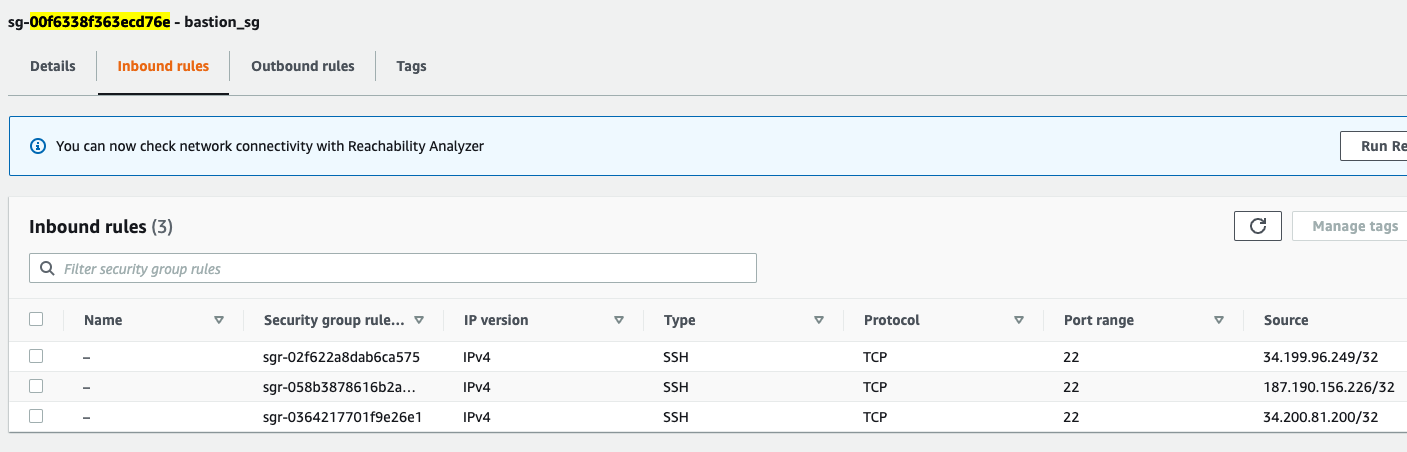 sg-00f6338f363ecd76e - bastion_sg
Details Inbound rules Outbound rules Tags
You can now check network connectivity with Reachability Analyzer Run Re
Inbound rules (3) Manage tags
Filter security group rules
Name Security group rule... IP version Type Protocol Port range Source
– sgr-02f622a8dab6ca575 IPv4 SSH TCP 22 34.199.96.249/32
– sgr-058b3878616b2a... IPv4 SSH TCP 22 187.190.156.226/32
– sgr-0364217701f9e26e1 IPv4 SSH TCP 22 34.200.81.200/32